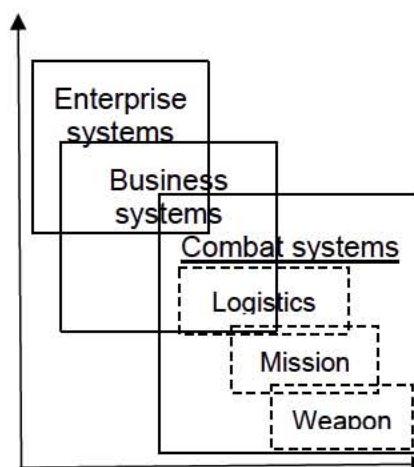 Enterprise
systems
Business
systems
Combat systems
Logistics
Mission
Weapon